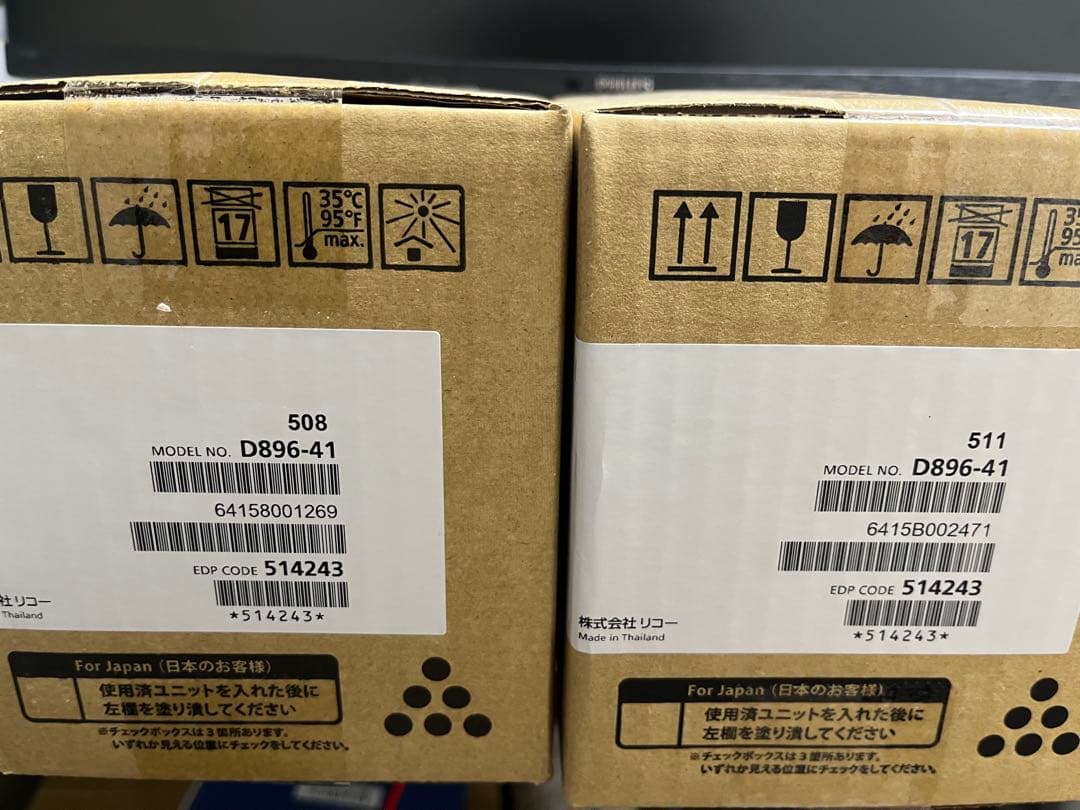 PHILIPS
17
35°C
95°F
max.
508
MODEL NO. D896-41
64158001269
EDP CODE 514243
*514243*
社 リコー
Thailand
For Japan (日本のお客様)
使用済ユニットを入れた後に
左欄を塗り潰してください
※チェックボックスは3箇所あります。
いずれか見える位置にチェックをしてください。
17
35
95
ma
511
MODEL NO. D896-41
6415B002471
EDP CODE 514243
*514243*
株式会社 リコー
Made in Thailand
For Japan (日本のお客様)
使用済ユニットを入れた後に
左欄を塗り潰してください
※チェックボックスは3箇所あります。
いずれか見える位置にチェックをしてください。